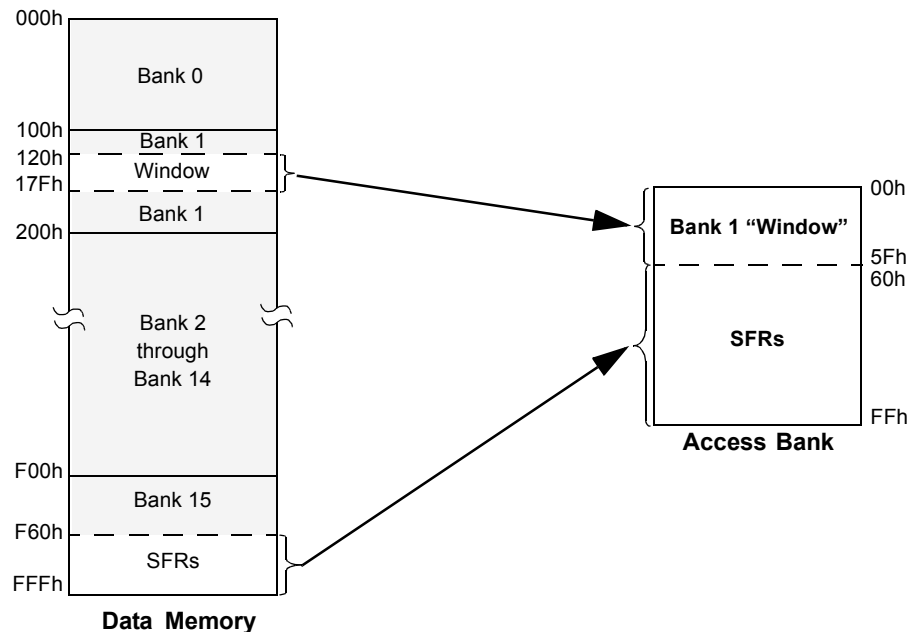 000h
Bank 0
100h
Bank 1
120h
Window
17Fh
Bank 1
200h
Bank 2
through
Bank 14
F00h
Bank 15
F60h
SFRs
FFFh
Data Memory
00h
Bank 1 “Window”
5Fh
60h
SFRs
FFh
Access Bank